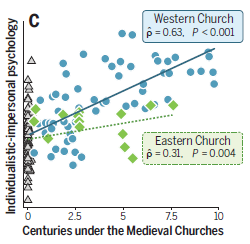 C
Western Church
ρ̂ = 0.63, P < 0.001
Individualistic-impersonal psychology
Eastern Church
ρ̂ = 0.31, P = 0.004
0 2.5 5 7.5 10
Centuries under the Medieval Churches